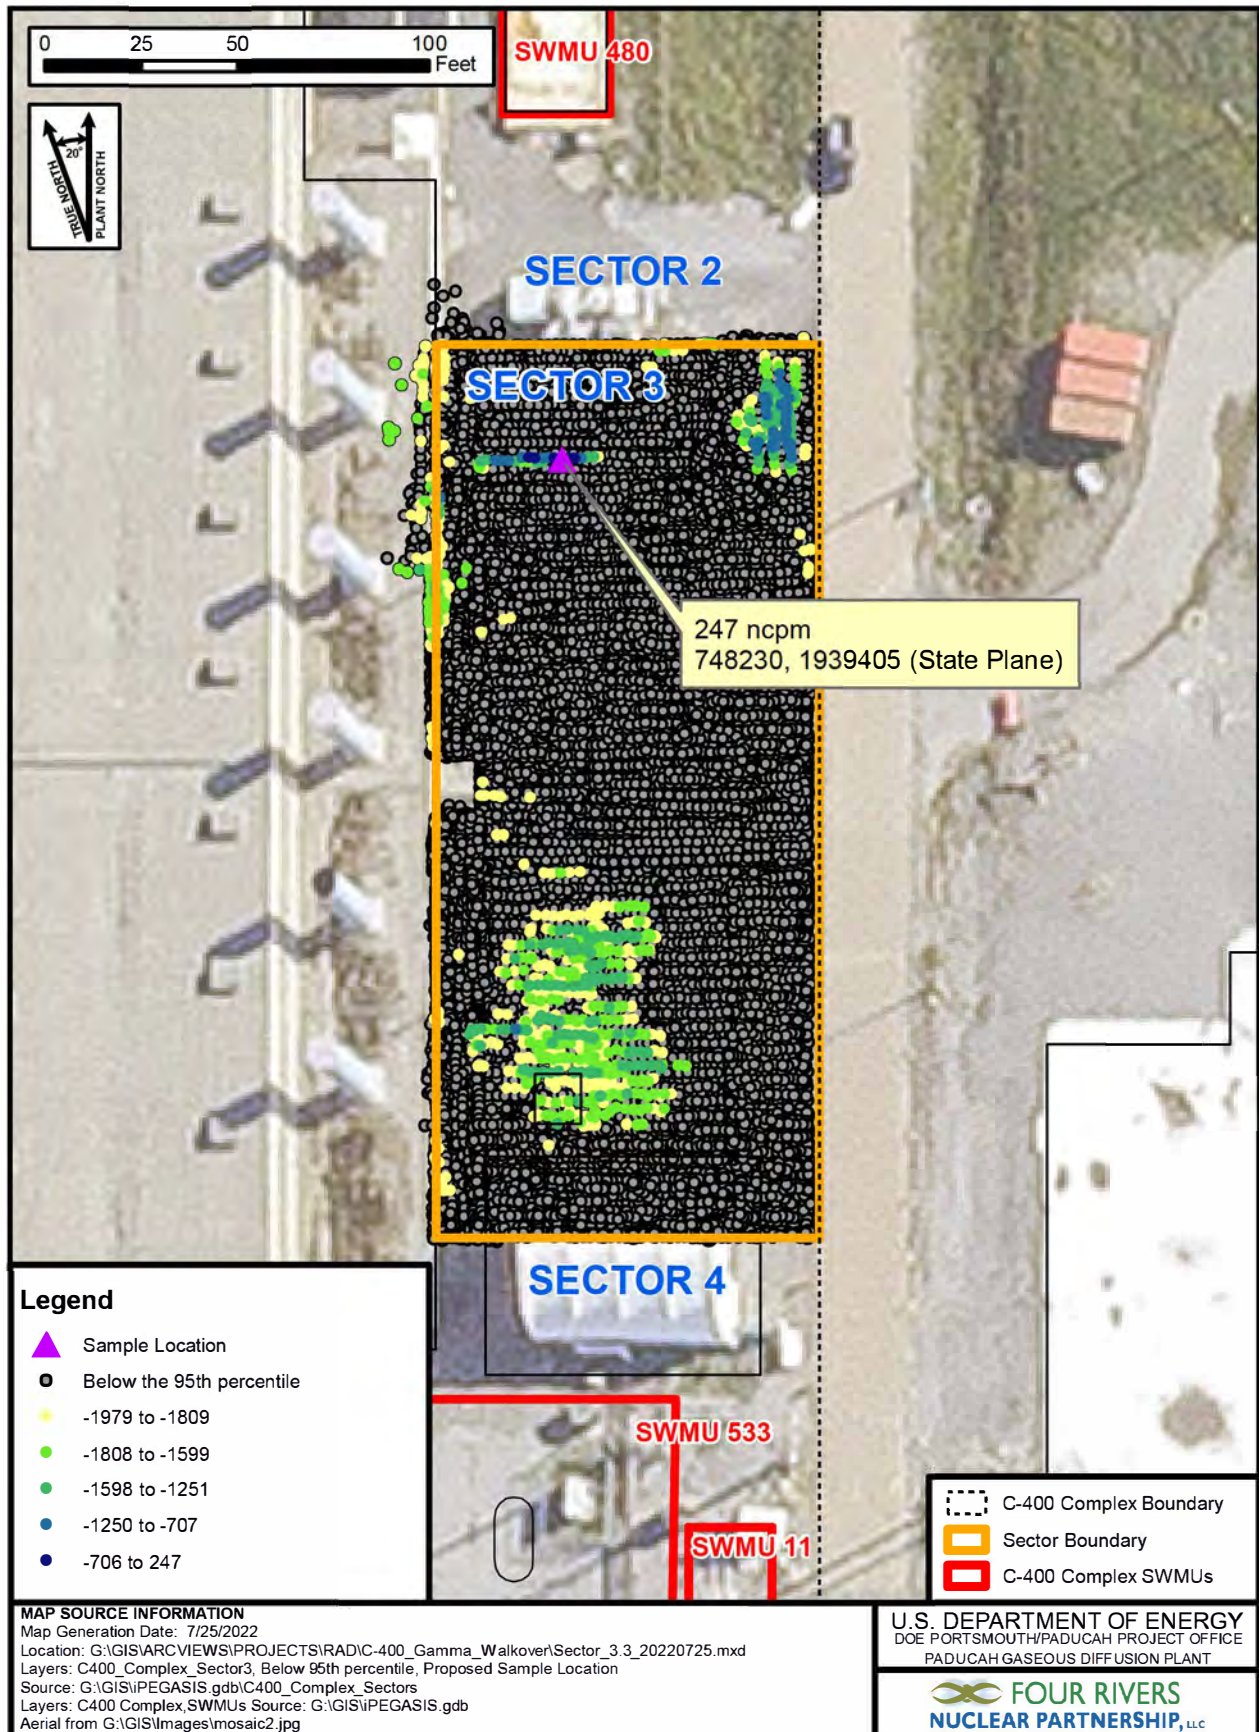 0 25 50 100
Feet
SWMU 480
20°
TRUE NORTH
PLANT NORTH
SECTOR 2
SECTOR 3
247 ncpm
748230, 1939405 (State Plane)
SECTOR 4
SWMU 533
SWMU 11
Legend
Sample Location
Below the 95th percentile
-1979 to -1809
-1808 to -1599
-1598 to -1251
-1250 to -707
-706 to 247
C-400 Complex Boundary
Sector Boundary
C-400 Complex SWMUs
MAP SOURCE INFORMATION
Map Generation Date: 7/25/2022
Location: G:\GIS\ARCVIEWS\PROJECTS\RAD\C-400_Gamma_Walkover\Sector_3.3_20220725.mxd
Layers: C400_Complex_Sector3, Below 95th percentile, Proposed Sample Location
Source: G:\GIS\iPEGASIS.gdb\C400_Complex_Sectors
Layers: C400 Complex,SWMUs Source: G:\GIS\iPEGASIS.gdb
Aerial from G:\GIS\Images\mosaic2.jpg
U.S. DEPARTMENT OF ENERGY
DOE PORTSMOUTH/PADUCAH PROJECT OFFICE
PADUCAH GASEOUS DIFFUSION PLANT
FOUR RIVERS
NUCLEAR PARTNERSHIP, LLC